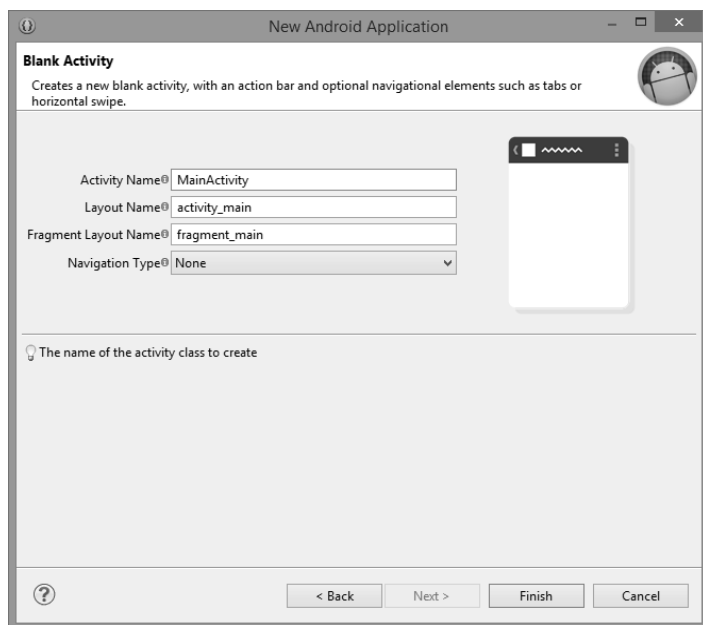 New Android Application
Blank Activity
Creates a new blank activity, with an action bar and optional navigational elements such as tabs or
horizontal swipe.
Activity Name MainActivity
Layout Name activity_main
Fragment Layout Name fragment_main
Navigation Type None
The name of the activity class to create
< Back Next > Finish Cancel